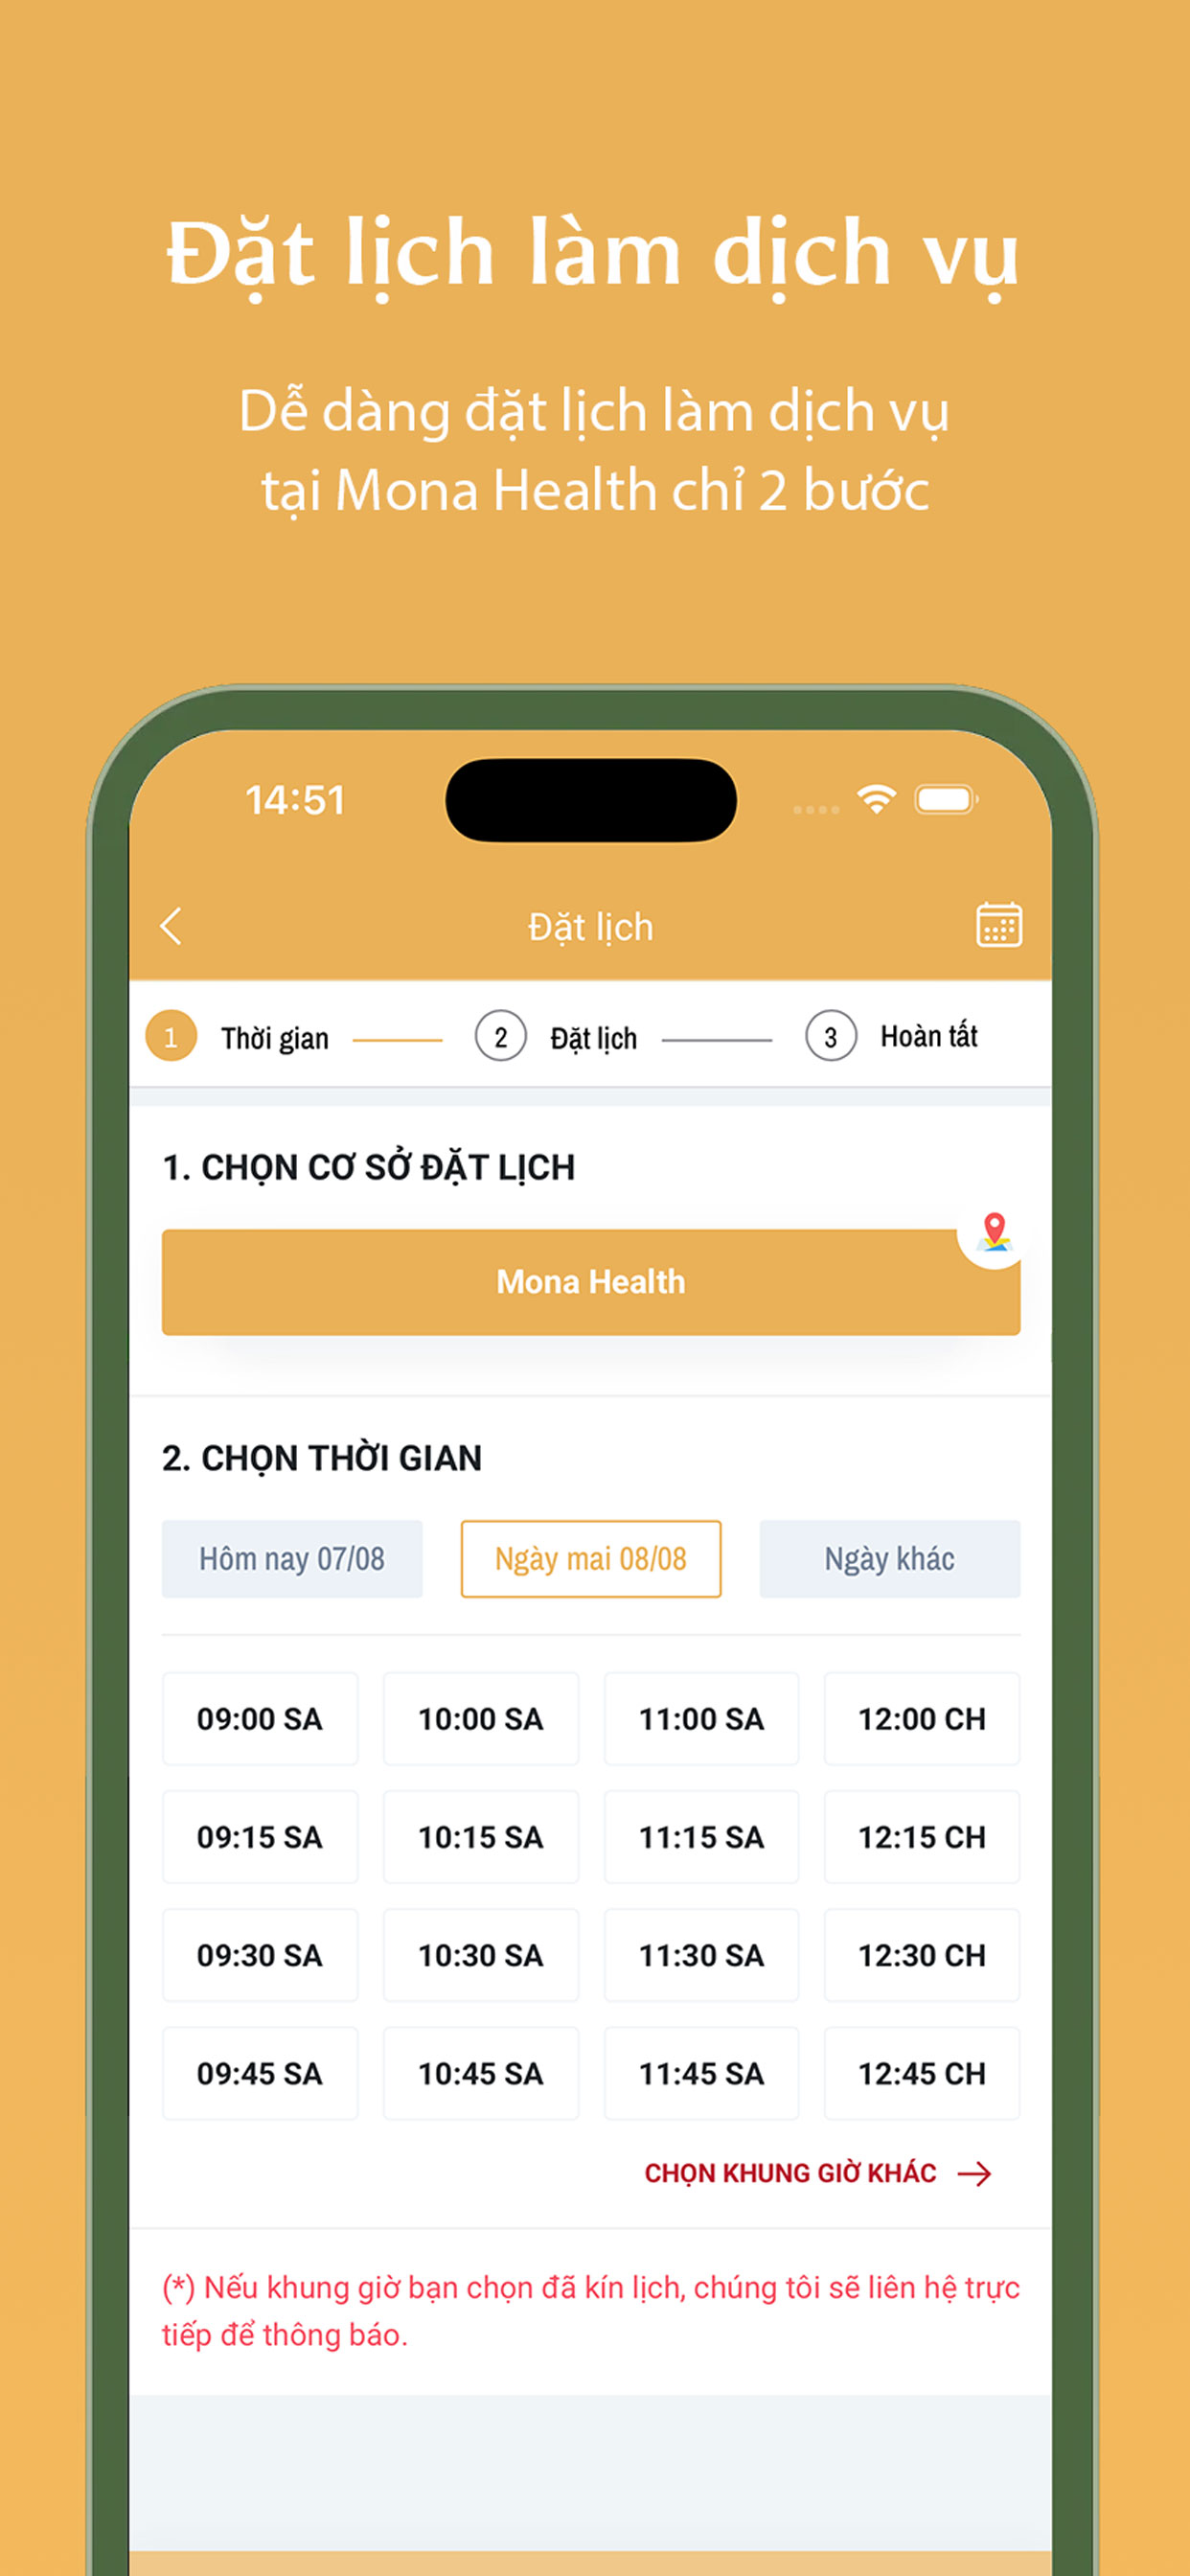 Đặt lịch làm dịch vụ
Dễ dàng đặt lịch làm dịch vụ
tại Mona Health chỉ 2 bước
14:51
Đặt lịch
1 Thời gian 2 Đặt lịch 3 Hoàn tất
1. CHỌN CƠ SỞ ĐẶT LỊCH
Mona Health
2. CHỌN THỜI GIAN
Hôm nay 07/08 Ngày mai 08/08 Ngày khác
09:00 SA 10:00 SA 11:00 SA 12:00 CH
09:15 SA 10:15 SA 11:15 SA 12:15 CH
09:30 SA 10:30 SA 11:30 SA 12:30 CH
09:45 SA 10:45 SA 11:45 SA 12:45 CH
CHỌN KHUNG GIỜ KHÁC
(*) Nếu khung giờ bạn chọn đã kín lịch, chúng tôi sẽ liên hệ trực
tiếp để thông báo.